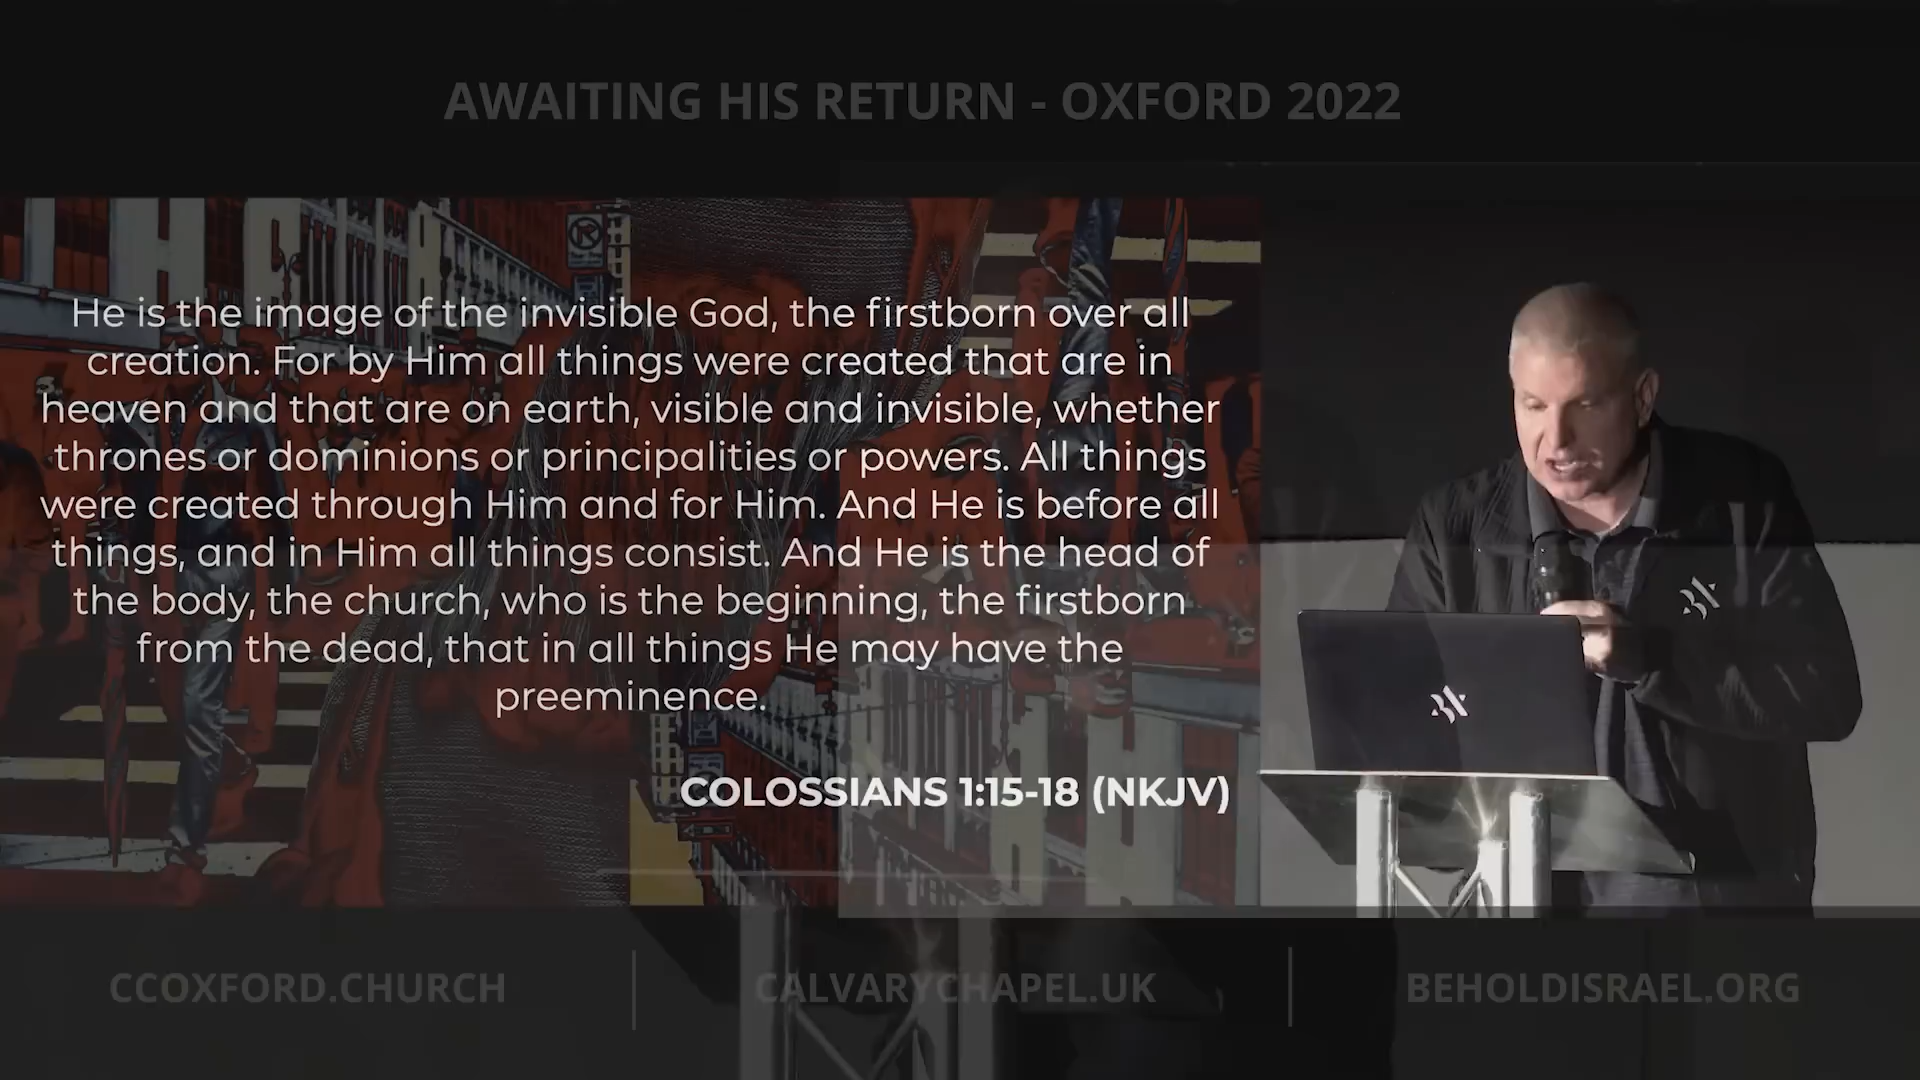 AWAITING HIS RETURN - OXFORD 2022
He is the image of the invisible God, the firstborn over all
creation. For by Him all things were created that are in
heaven and that are on earth, visible and invisible, whether
thrones or dominions or principalities or powers. All things
were created through Him and for Him. And He is before all
things, and in Him all things consist. And He is the head of
the body, the church, who is the beginning, the firstborn
from the dead, that in all things He may have the
preeminence.
COLOSSIANS 1:15-18 (NKJV)
CCOXFORD.CHURCH
CALVARYCHAPEL.UK
BEHOLDISRAEL.ORG